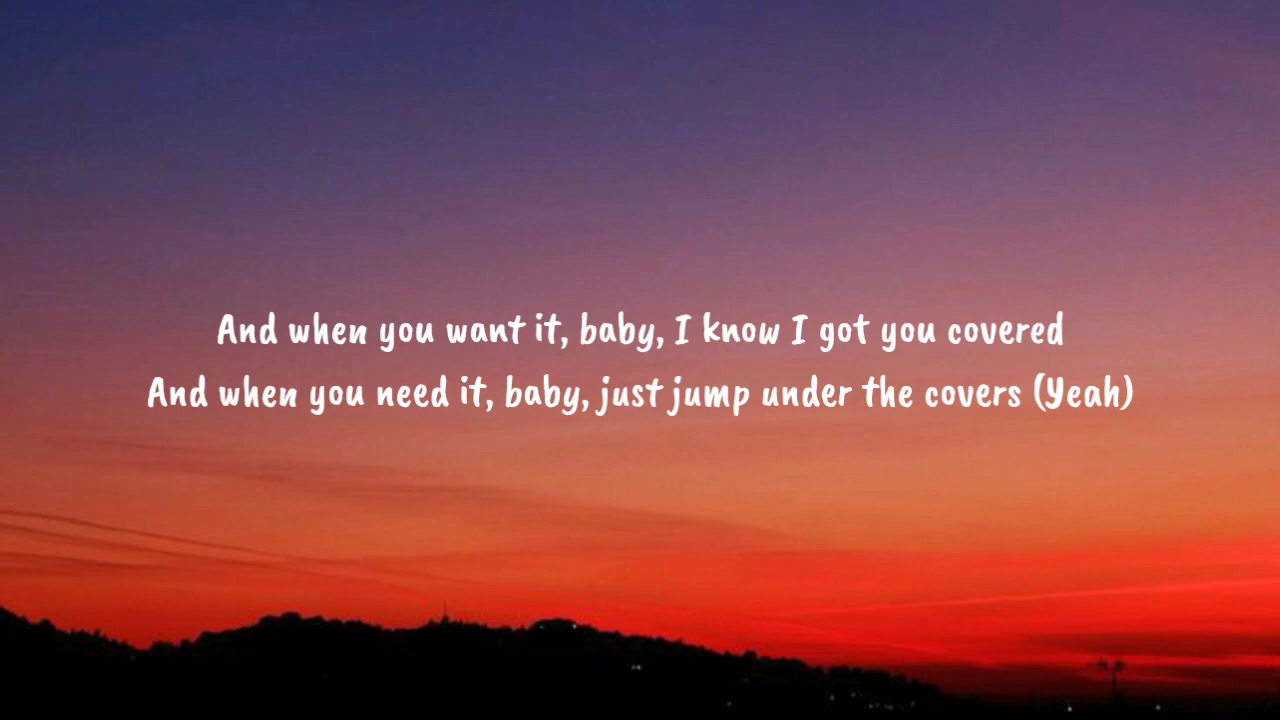 And when you want it, baby, I know I got you covered
And when you need it, baby, just jump under the covers (Yeah)